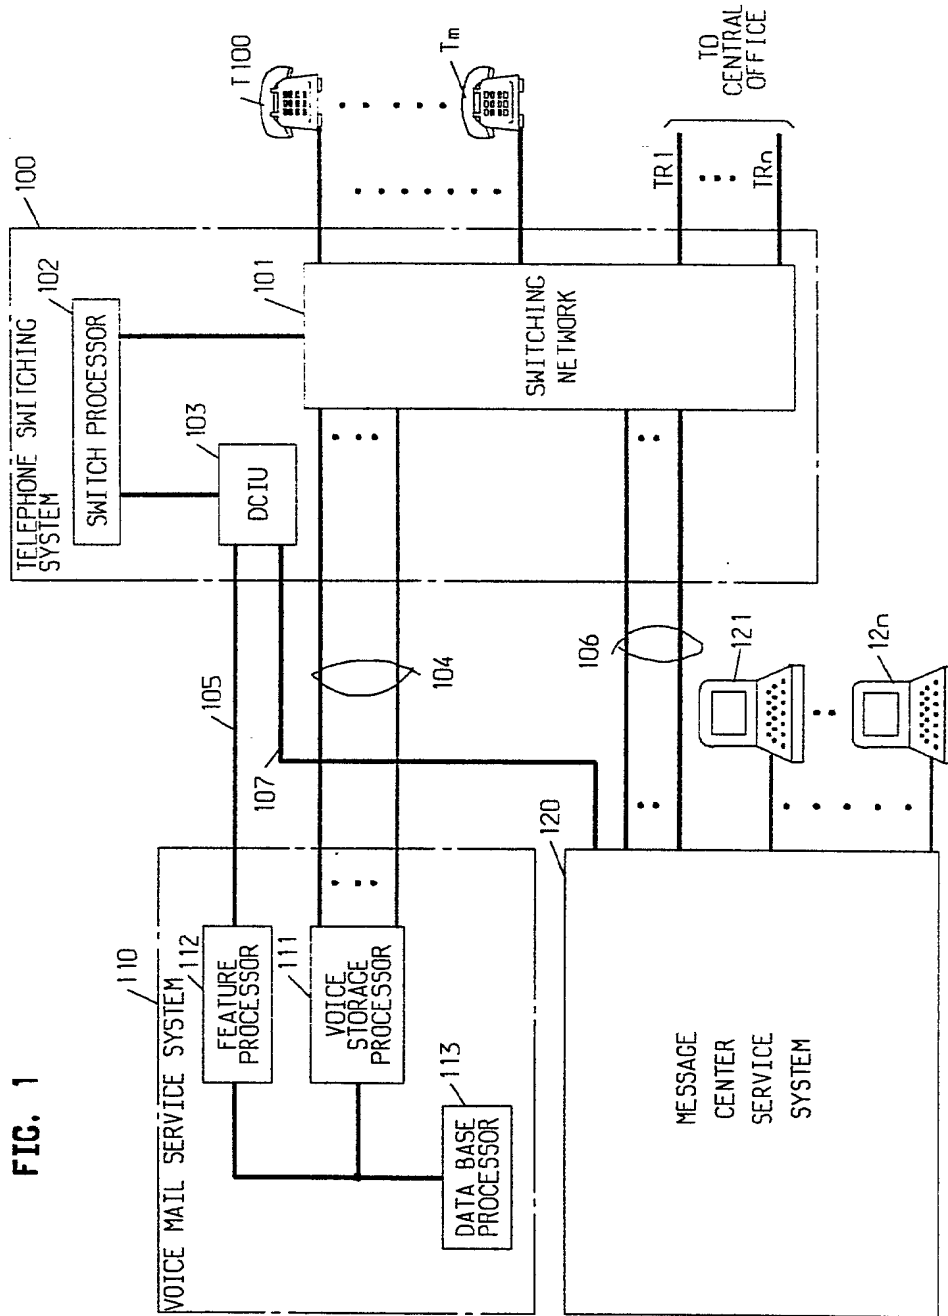 FIG. 1
110
VOICE MAIL SERVICE SYSTEM
112
FEATURE
PROCESSOR
111
VOICE
STORAGE
PROCESSOR
113
DATA BASE
PROCESSOR
120
MESSAGE
CENTER
SERVICE
SYSTEM
105
107
104
106
121
12n
100
TELEPHONE SWITCHING
SYSTEM
102
SWITCH PROCESSOR
103
DCIU
101
SWITCHING
NETWORK
T100
Tm
TR1
TRn
TO
CENTRAL
OFFICE